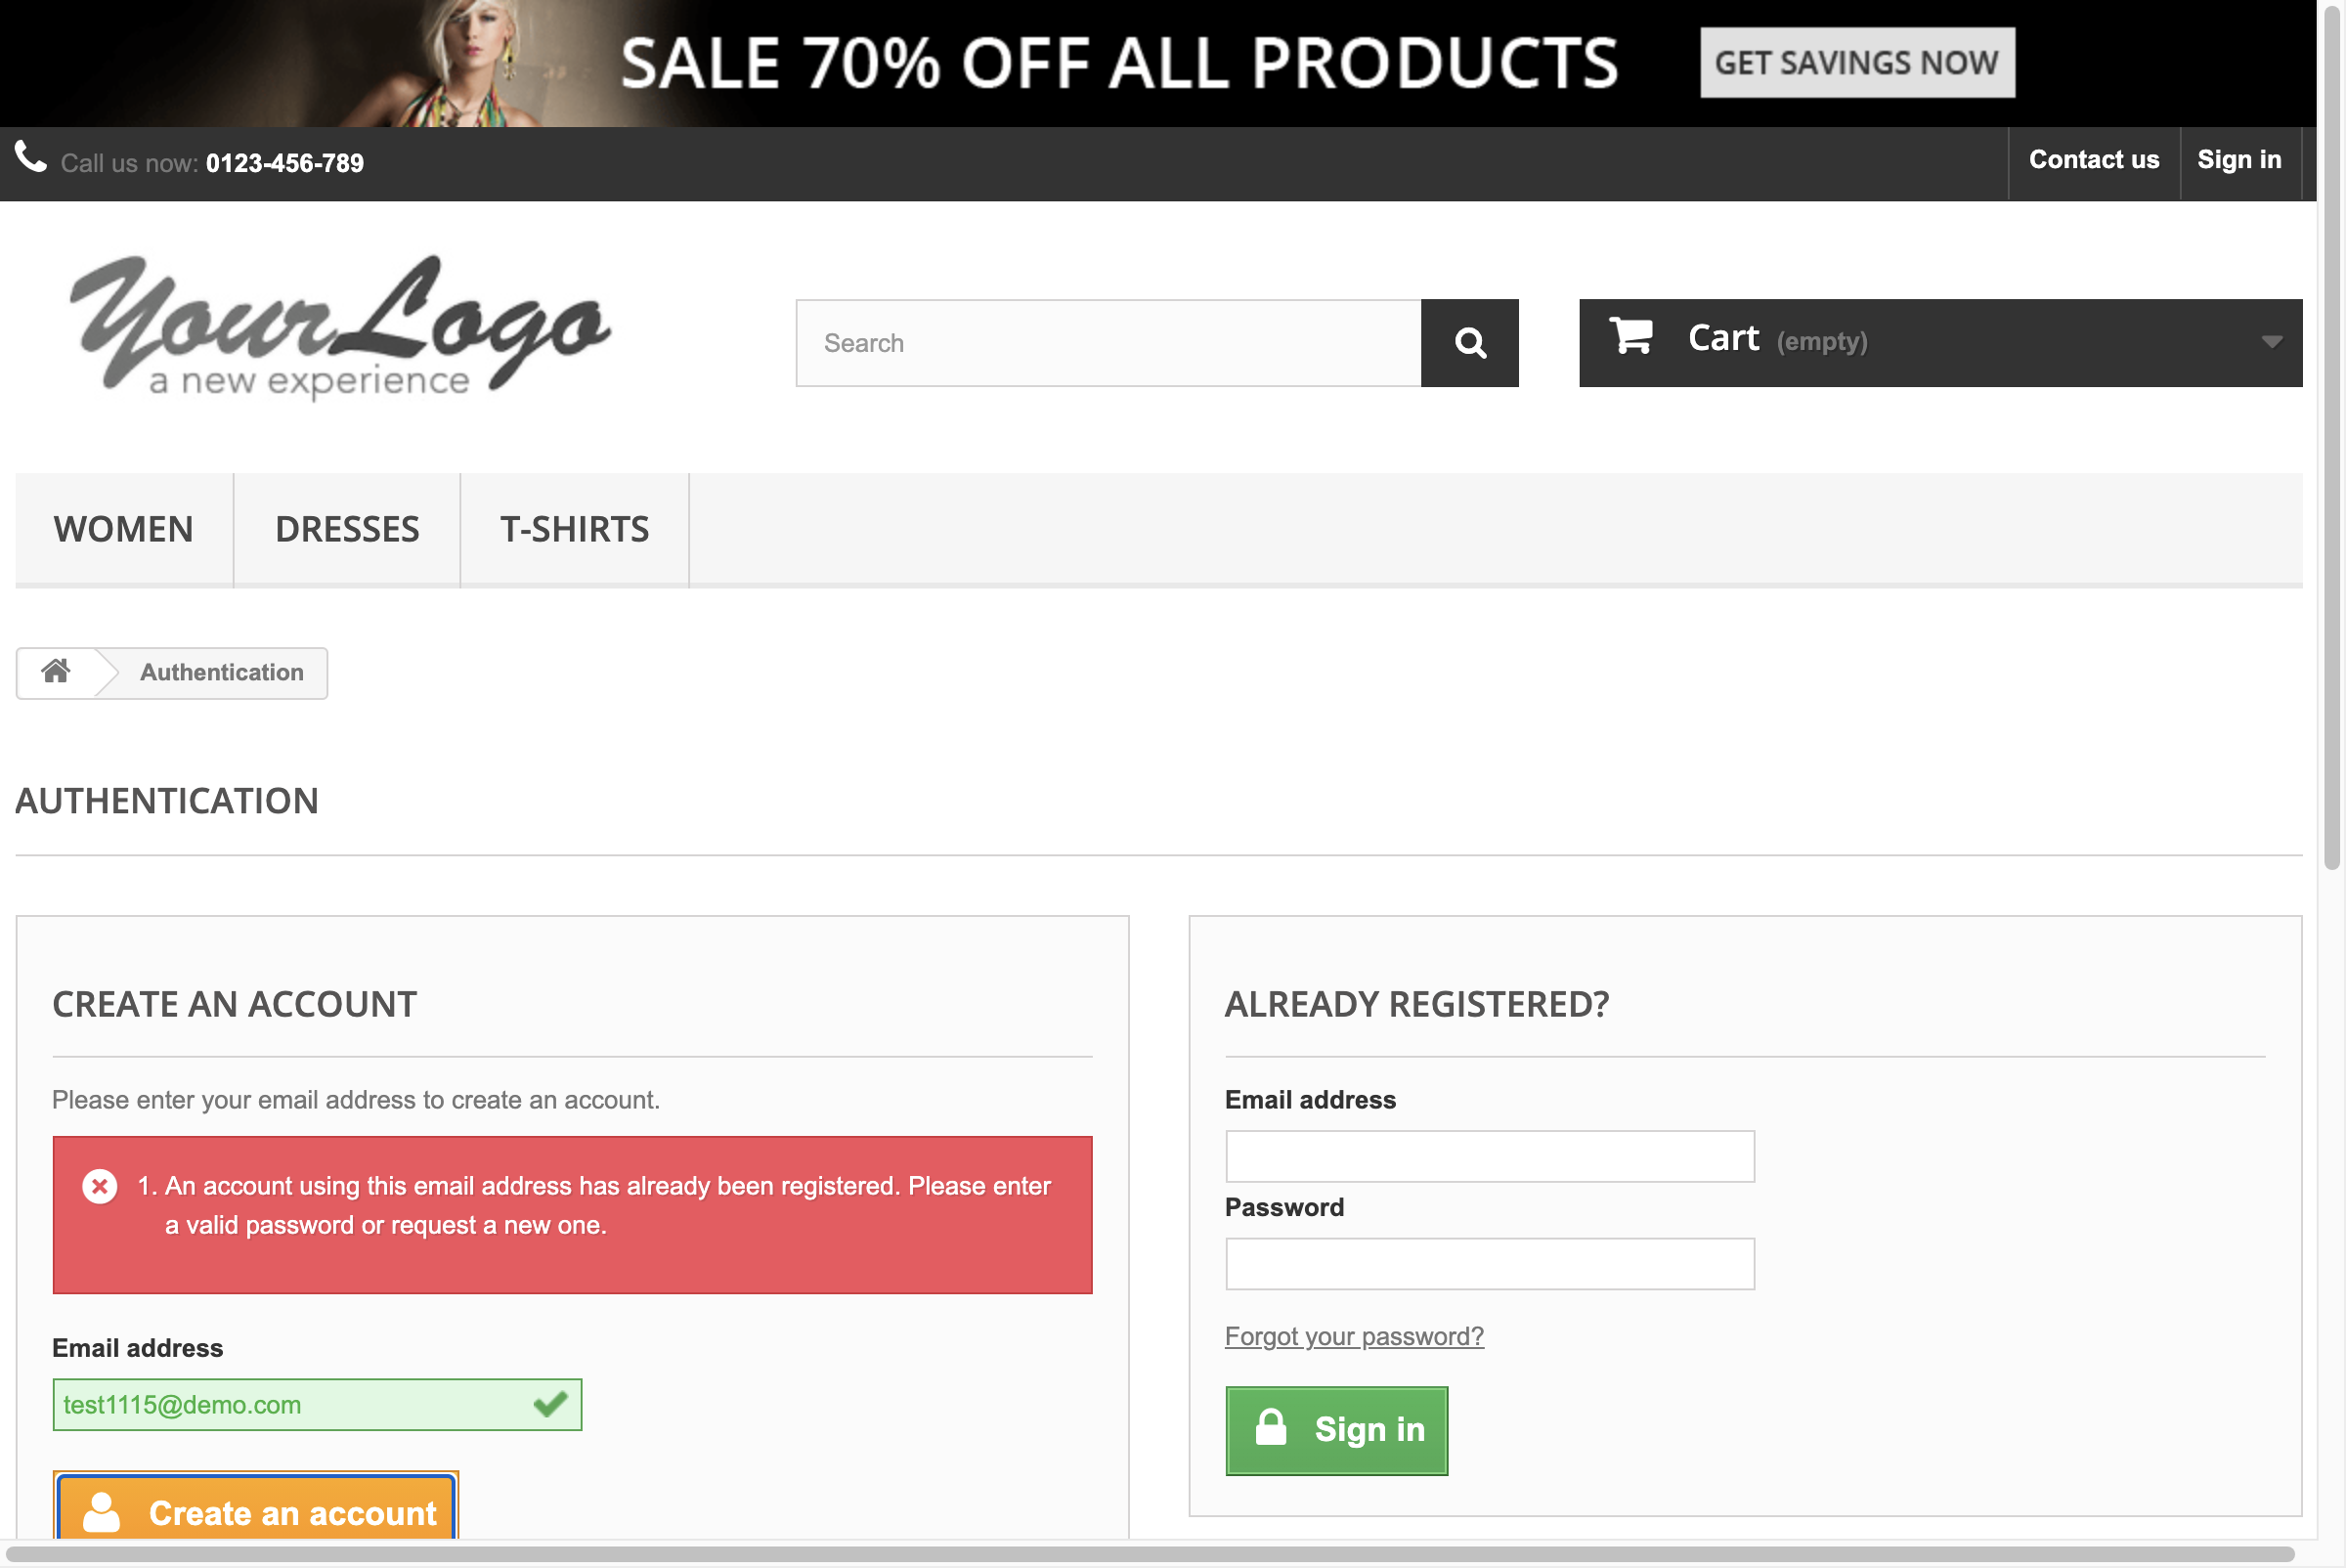 SALE 70% OFF ALL PRODUCTS
GET SAVINGS NOW
Call us now: 0123-456-789
Contact us
Sign in
Your Logo
a new experience
Search
Cart (empty)
WOMEN
DRESSES
T-SHIRTS
Authentication
AUTHENTICATION
CREATE AN ACCOUNT
Please enter your email address to create an account.
1. An account using this email address has already been registered. Please enter
a valid password or request a new one.
Email address
test1115@demo.com
Create an account
ALREADY REGISTERED?
Email address
Password
Forgot your password?
Sign in